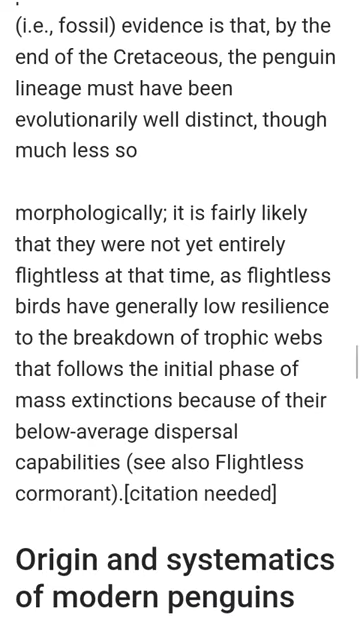 (i.e., fossil) evidence is that, by the
end of the Cretaceous, the penguin
lineage must have been
evolutionarily well distinct, though
much less so
morphologically; it is fairly likely
that they were not yet entirely
flightless at that time, as flightless
birds have generally low resilience
to the breakdown of trophic webs
that follows the initial phase of
mass extinctions because of their
below-average dispersal
capabilities (see also Flightless
cormorant).[citation needed]
Origin and systematics
of modern penguins